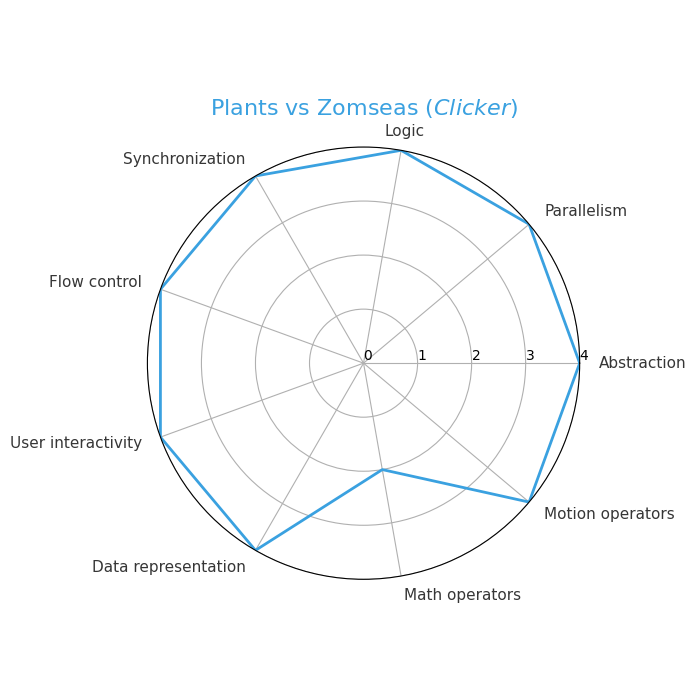 Plants vs Zomseas (Clicker)
Logic
Synchronization
Parallelism
Flow control
0 1 2 3 4
Abstraction
User interactivity
Motion operators
Data representation
Math operators